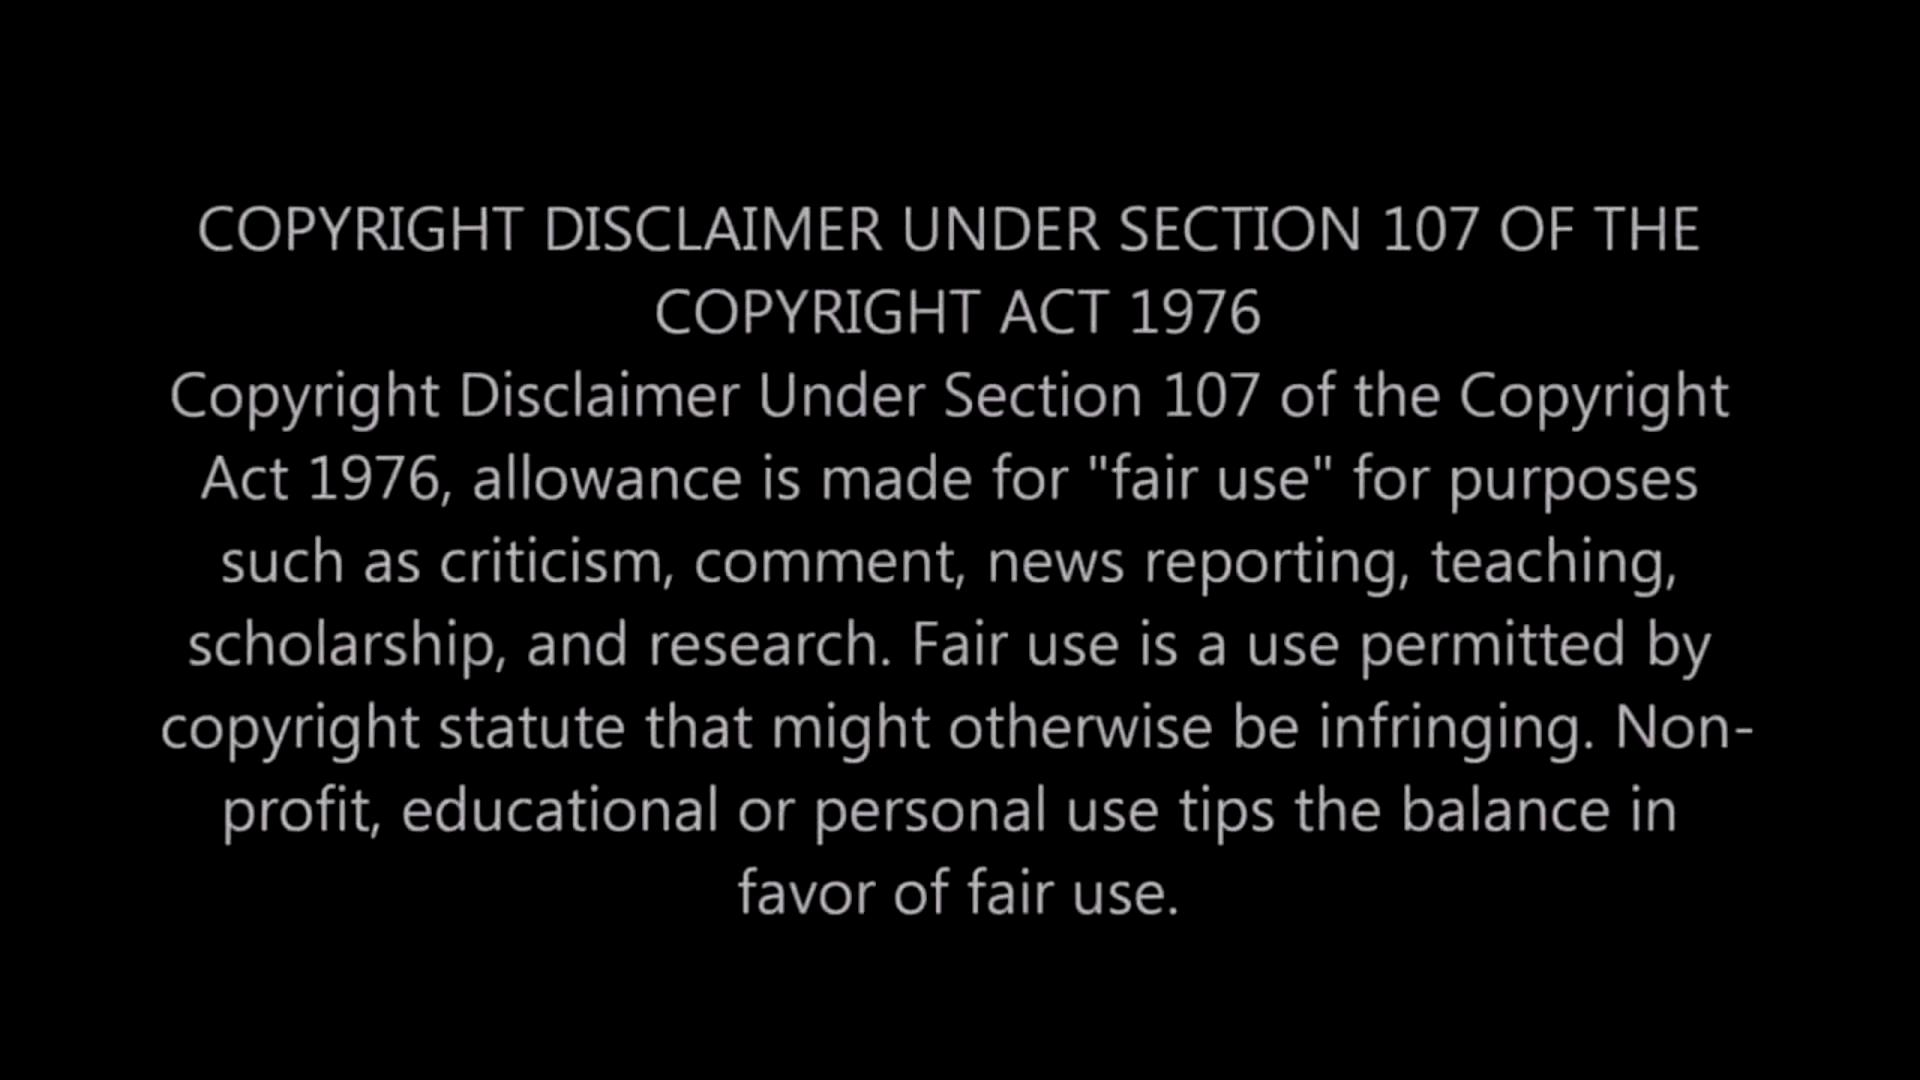 COPYRIGHT DISCLAIMER UNDER SECTION 107 OF THE
COPYRIGHT ACT 1976
Copyright Disclaimer Under Section 107 of the Copyright
Act 1976, allowance is made for "fair use" for purposes
such as criticism, comment, news reporting, teaching,
scholarship, and research. Fair use is a use permitted by
copyright statute that might otherwise be infringing. Non-
profit, educational or personal use tips the balance in
favor of fair use.